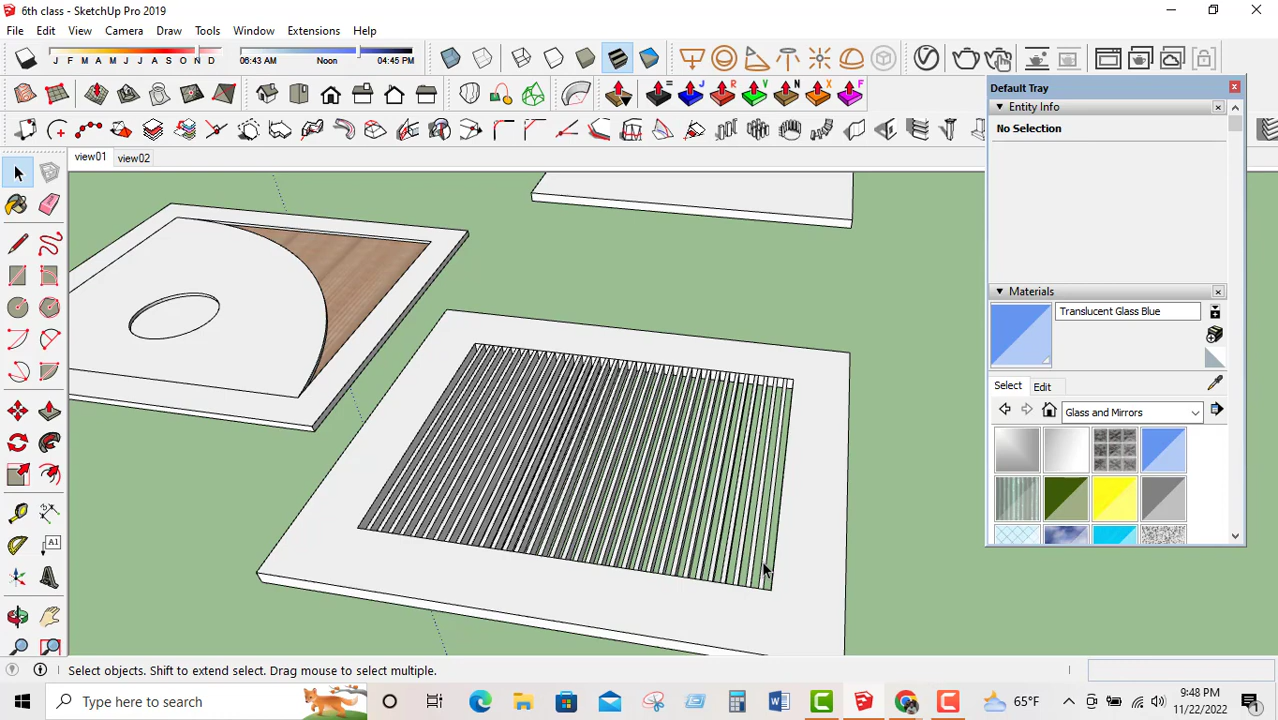 6th class - SketchUp Pro 2019
File Edit View Camera Draw Tools Window Extensions Help
J F M A M J J A S O N D 06:43 AM Noon 04:45 PM
J R V N X F
Default Tray
Entity Info
No Selection
view01 view02
Materials
Translucent Glass Blue
Select Edit
Glass and Mirrors
A1
Select objects. Shift to extend select. Drag mouse to select multiple.
Type here to search
65°F
9:48 PM
11/22/2022